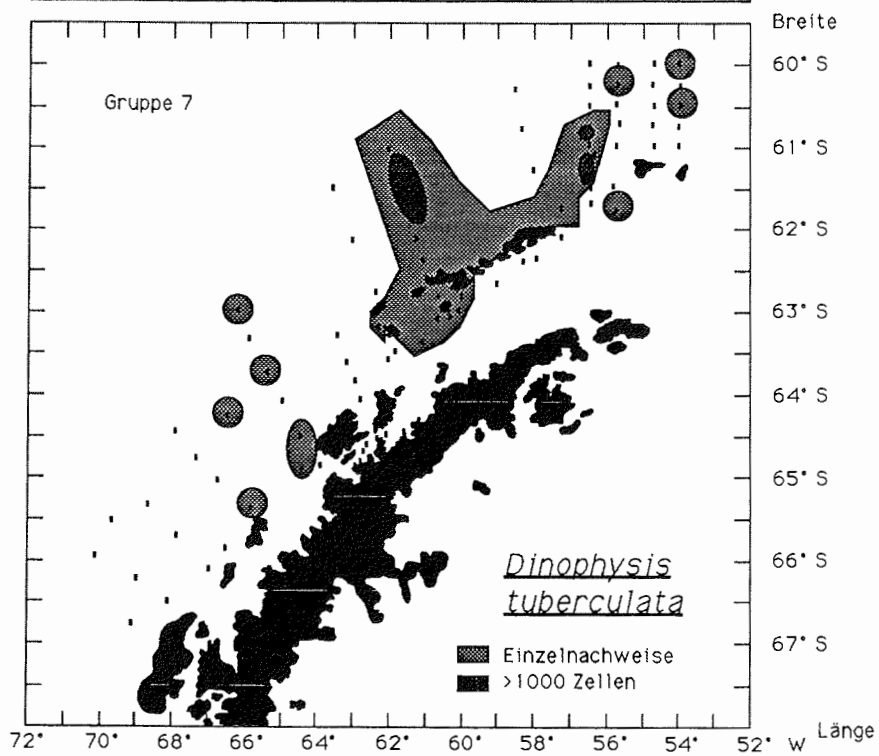 Breite
60° S
Gruppe 7
61° S
62° S
63° S
64° S
65° S
66° S
Dinophysis
tuberculata
67° S
Einzelnachweise
>1000 Zellen
72° 70° 68° 66° 64° 62° 60° 58° 56° 54° 52° W Länge